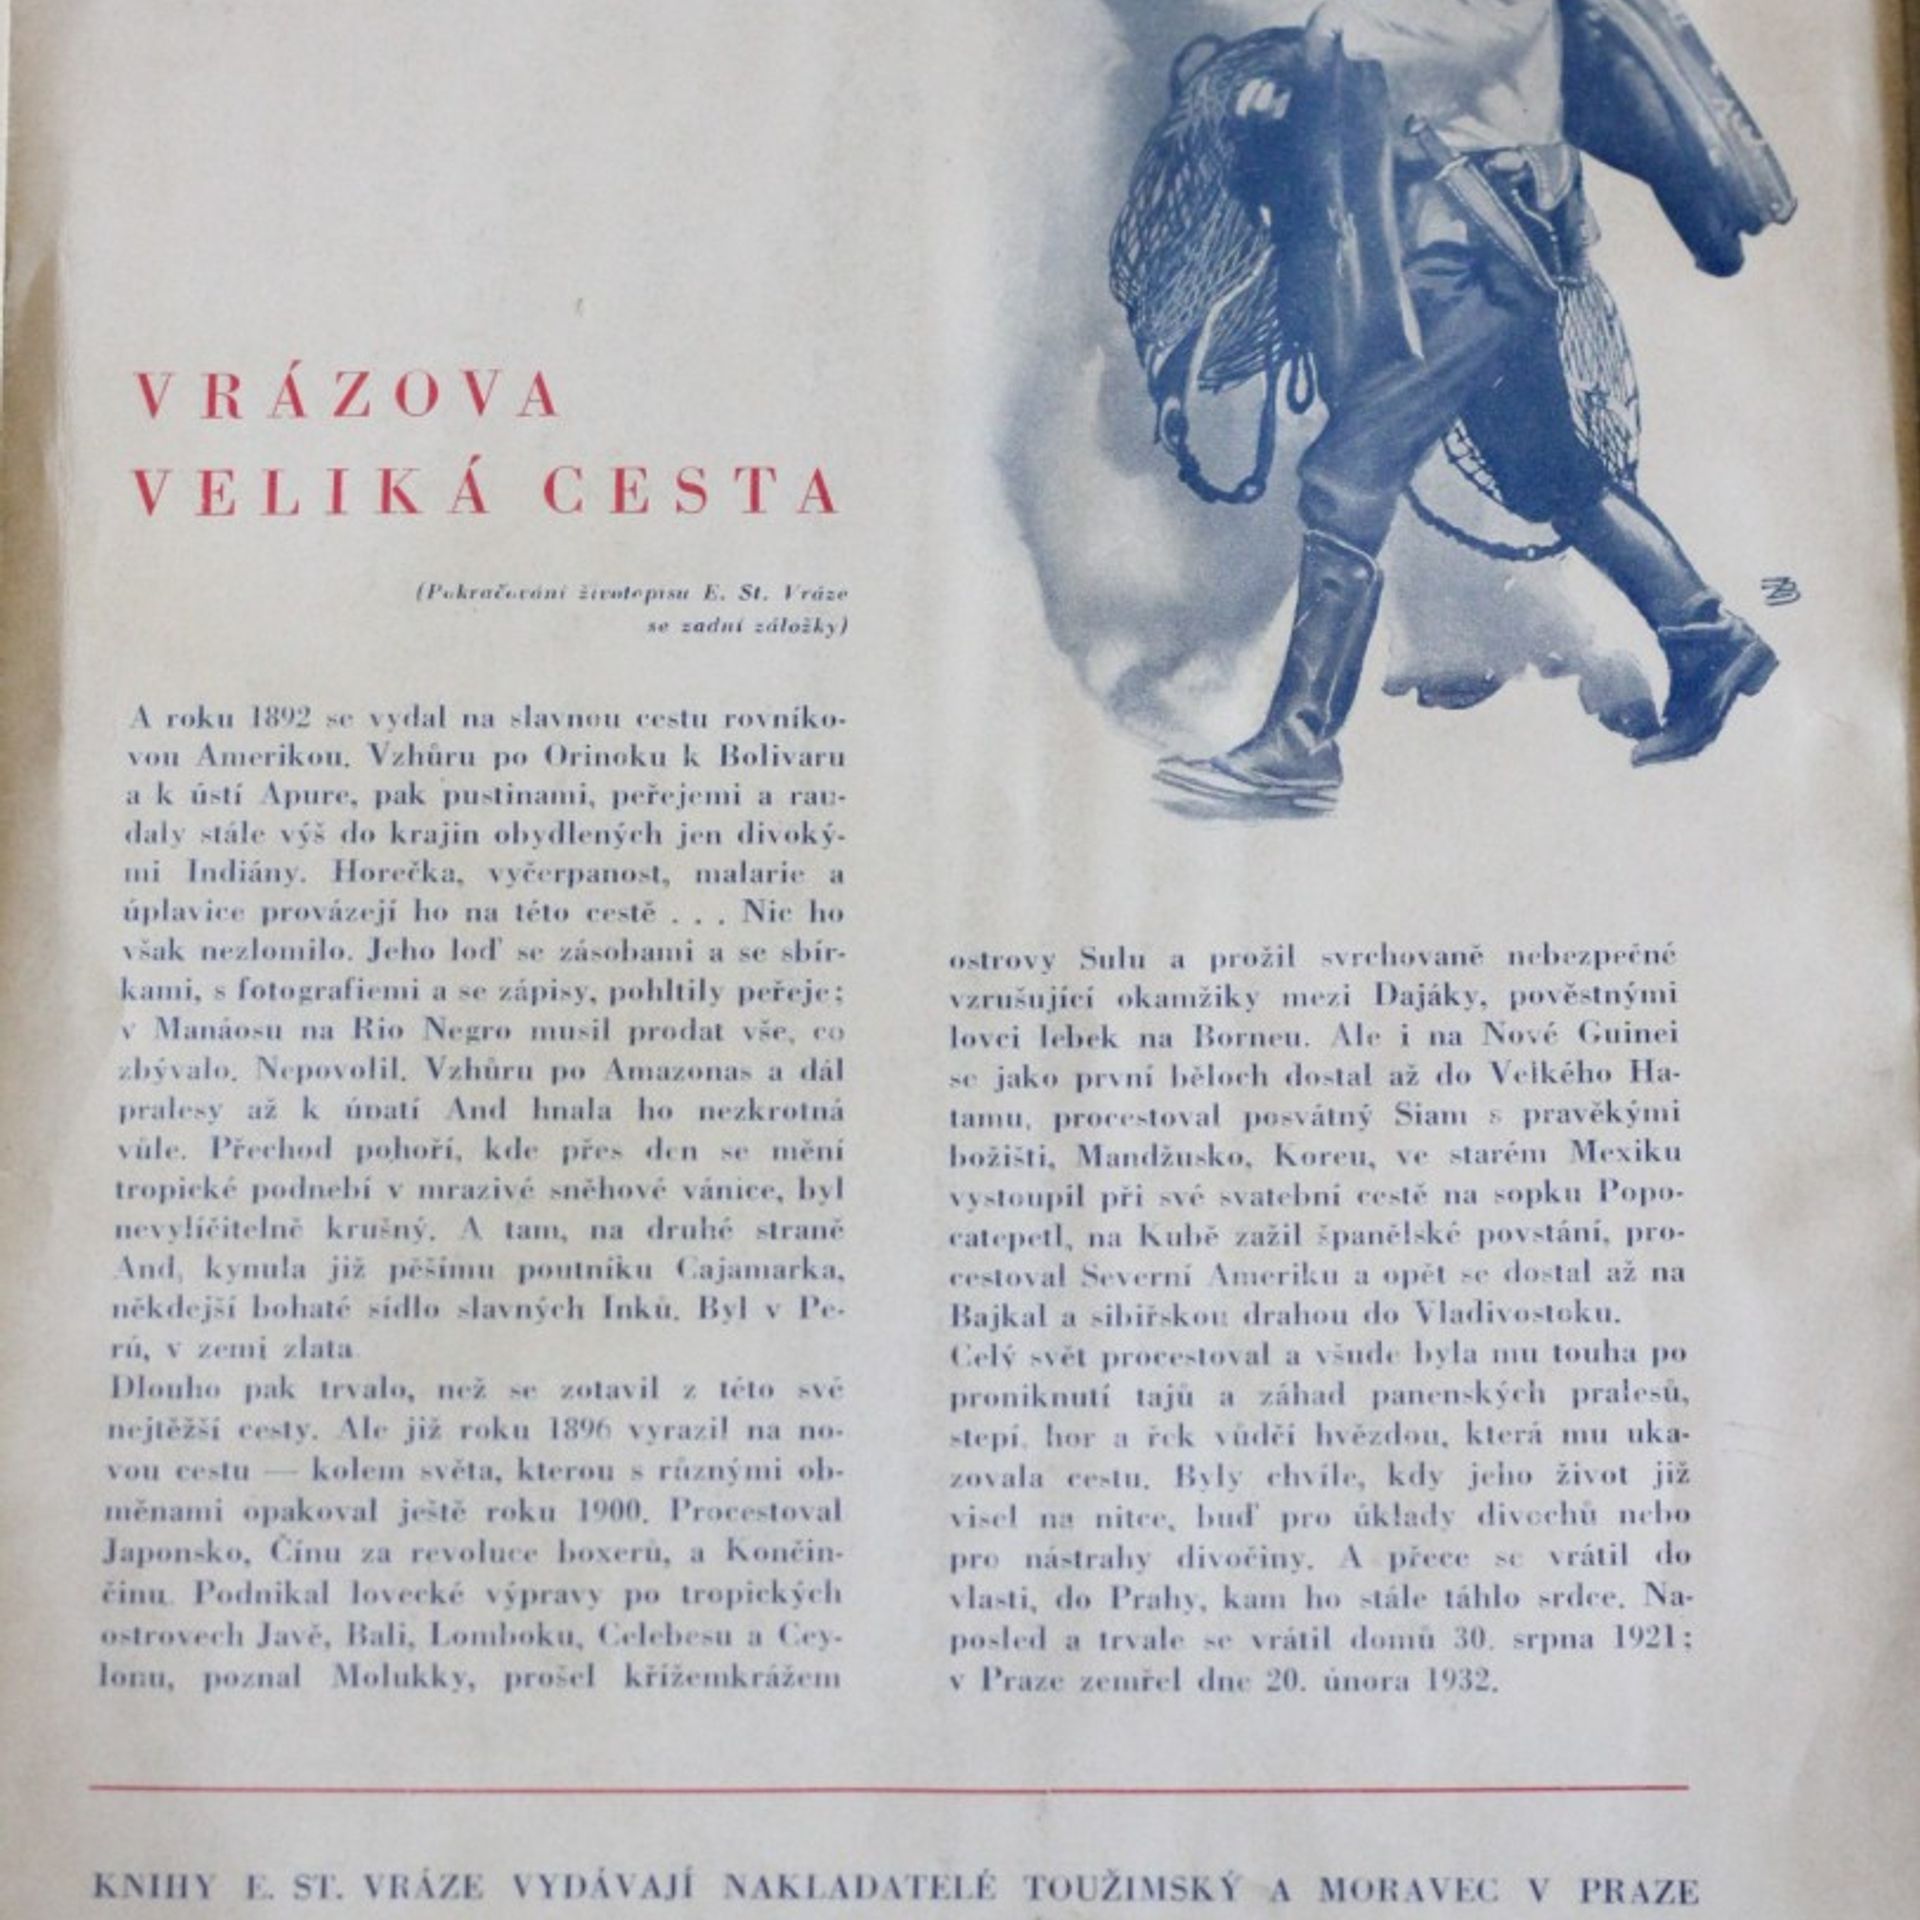 VRÁZOVA
VELIKÁ CESTA
(Pokračování životopisu E. St. Vráze
se zadní záložky)
A roku 1892 se vydal na slavnou cestu rovníko-
vou Amerikou. Vzhůru po Orinoku k Bolivaru
a k ústí Apure, pak pustinami, peřejemi a rau-
daly stále výš do krajin obydlených jen divoký-
mi Indiány. Horečka, vyčerpanost, malarie a
úplavice provázejí ho na této cestě . . . Nic ho
však nezlomilo. Jeho loď se zásobami a se sbír-
kami, s fotografiemi a se zápisy, pohltily peřeje;
v Manáosu na Rio Negro musil prodat vše, co
zbývalo. Nepovolil. Vzhůru po Amazonas a dál
pralesy až k úpatí And hnala ho nezkrotná
vůle. Přechod pohoří, kde přes den se mění
tropické podnebí v mrazivé sněhové vánice, byl
nevylíčitelně krušný. A tam, na druhé straně
And, kynula již pěšímu poutníku Cajamarka,
někdejší bohaté sídlo slavných Inků. Byl v Pe-
rú, v zemi zlata.
Dlouho pak trvalo, než se zotavil z této své
nejtěžší cesty. Ale již roku 1896 vyrazil na no-
vou cestu — kolem světa, kterou s různými ob-
měnami opakoval ještě roku 1900. Procestoval
Japonsko, Čínu za revoluce boxerů, a Končin-
činu. Podnikal lovecké výpravy po tropických
ostrovech Javě, Bali, Lomboku, Celebesu a Cey-
lonu, poznal Molukky, prošel křížemkrážem
ostrovy Sulu a prožil svrchovaně nebezpečné
vzrušující okamžiky mezi Dajáky, pověstnými
lovci lebek na Borneu. Ale i na Nové Guinei
se jako první běloch dostal až do Velkého Ha-
tamu, procestoval posvátný Siam s pravěkými
božišti, Mandžusko, Koreu, ve starém Mexiku
vystoupil při své svatební cestě na sopku Popo-
catepetl, na Kubě zažil španělské povstání, pro-
cestoval Severní Ameriku a opět se dostal až na
Bajkal a sibiřskou drahou do Vladivostoku.
Celý svět procestoval a všude byla mu touha po
proniknutí tajů a záhad panenských pralesů,
stepí, hor a řek vůdčí hvězdou, která mu uka-
zovala cestu. Byly chvíle, kdy jeho život již
visel na nitce, buď pro úklady divochů nebo
pro nástrahy divočiny. A přece se vrátil do
vlasti, do Prahy, kam ho stále táhlo srdce. Na-
posled a trvale se vrátil domů 30. srpna 1921;
v Praze zemřel dne 20. února 1932.
KNIHY E. ST. VRÁZE VYDÁVAJÍ NAKLADATELÉ TOUŽIMSKÝ A MORAVEC V PRAZE